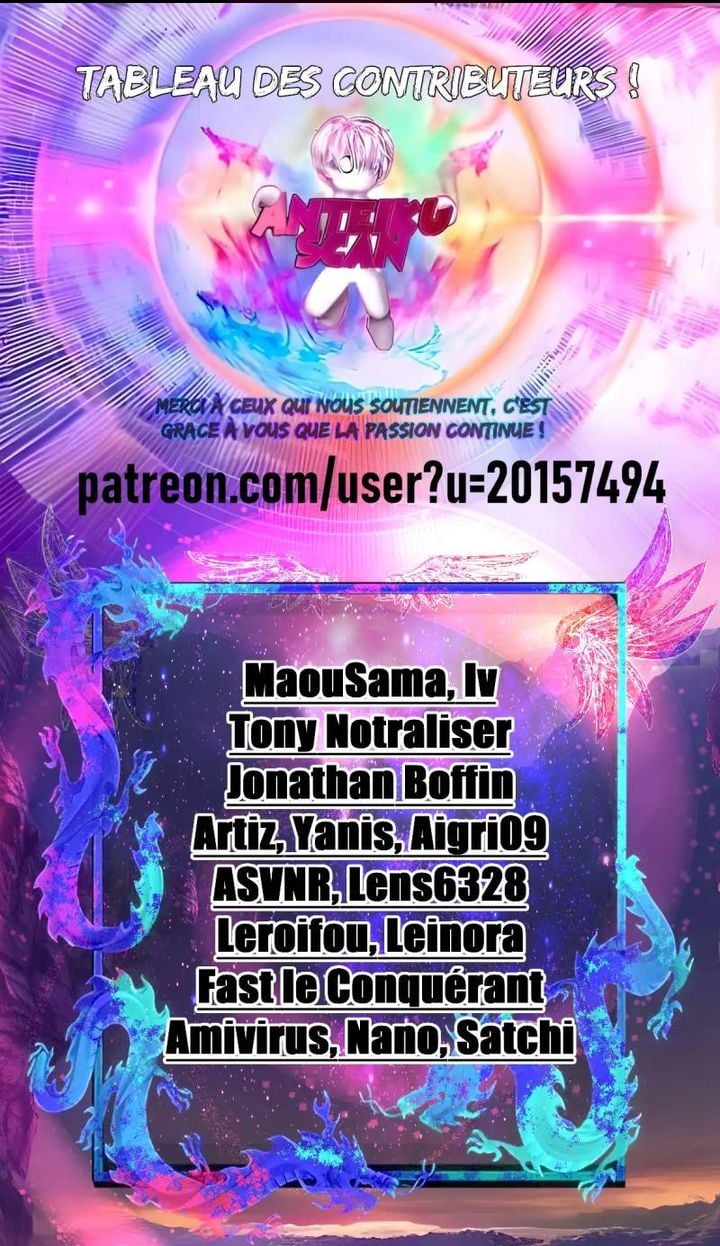 TABLEAU DES CONTRIBUTEURS !
ANTEIKU
SCAN
MERCI À CEUX QUI NOUS SOUTIENNENT, C'EST
GRACE À VOUS QUE LA PASSION CONTINUE !
patreon.com/user?u=20157494
MaouSama, Iv
Tony Notraliser
Jonathan Boffin
Artiz, Yanis, Aigri09
ASVNR, Lens6328
Leroifou, Leinora
Fast le Conquérant
Amivirus, Nano, Satchi